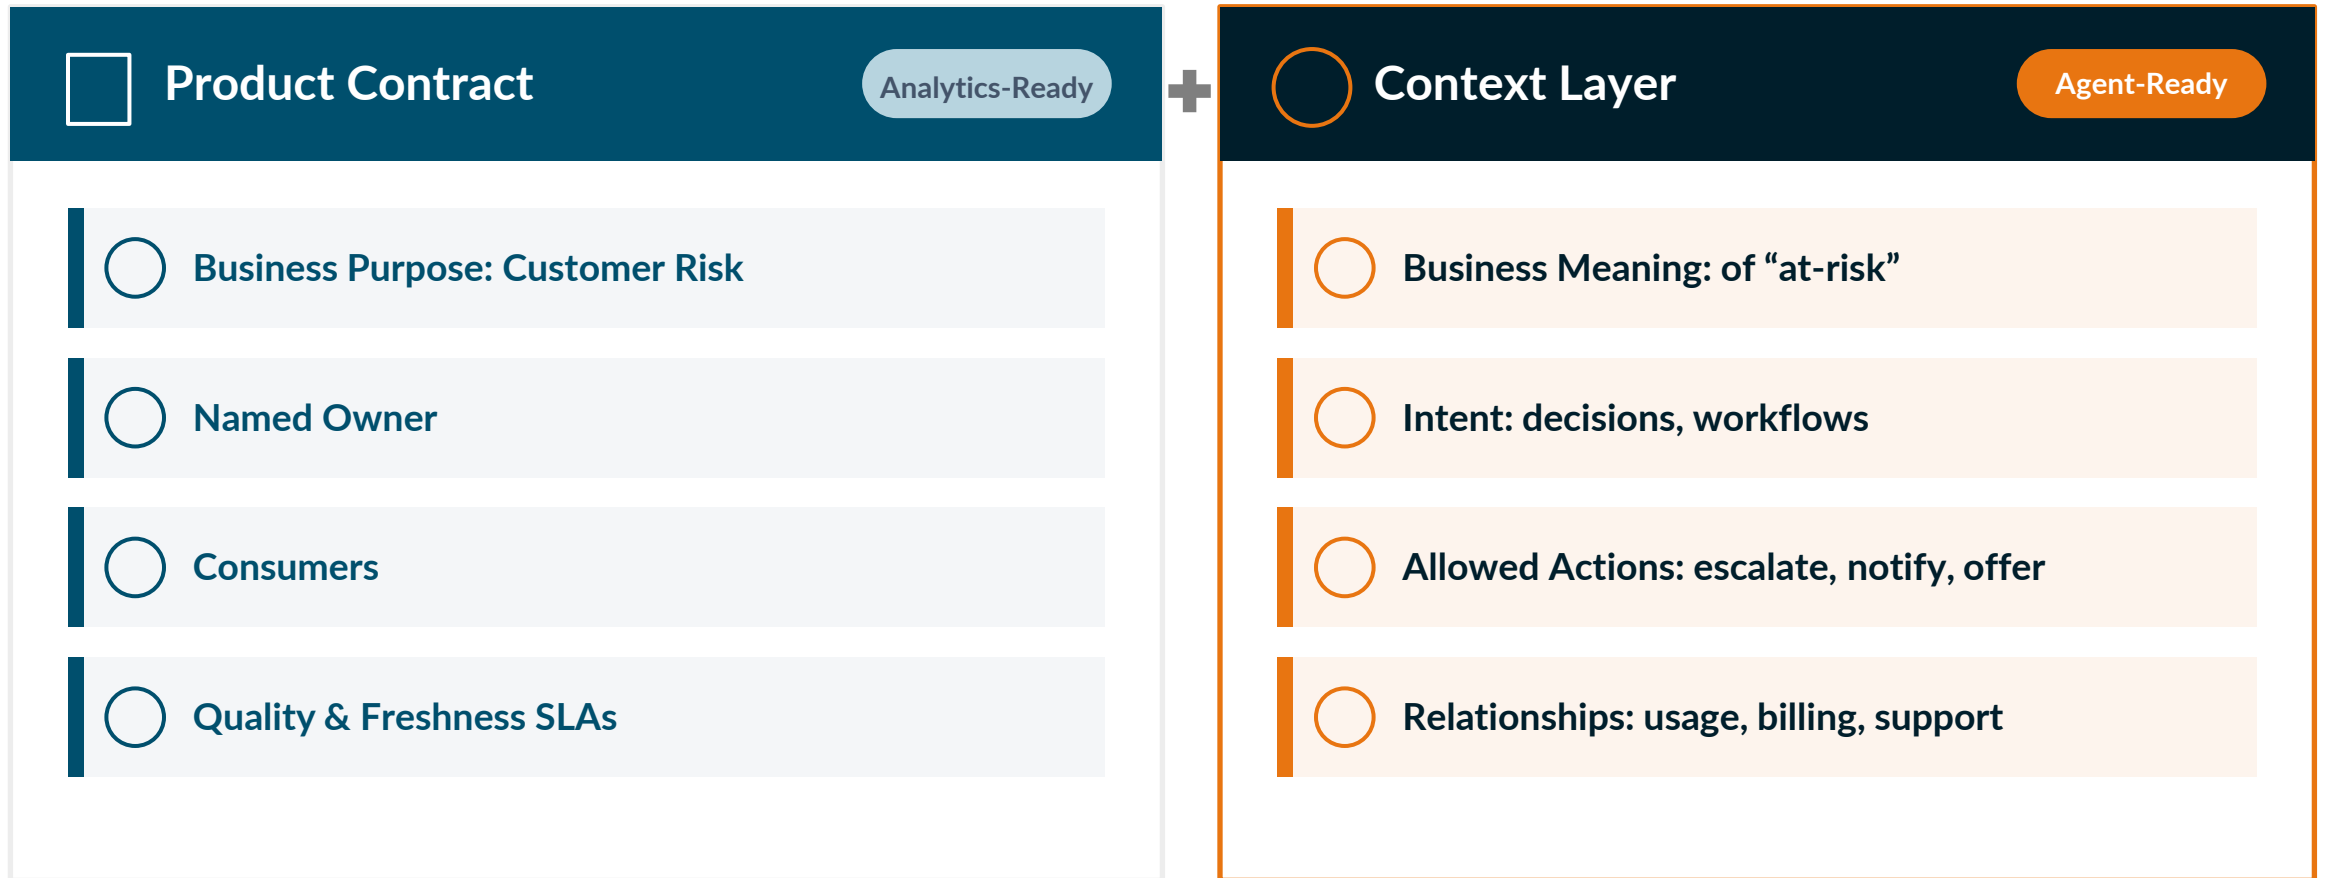 Product Contract
Analytics-Ready
Business Purpose: Customer Risk
Named Owner
Consumers
Quality & Freshness SLAs
Context Layer
Agent-Ready
Business Meaning: of “at-risk”
Intent: decisions, workflows
Allowed Actions: escalate, notify, offer
Relationships: usage, billing, support